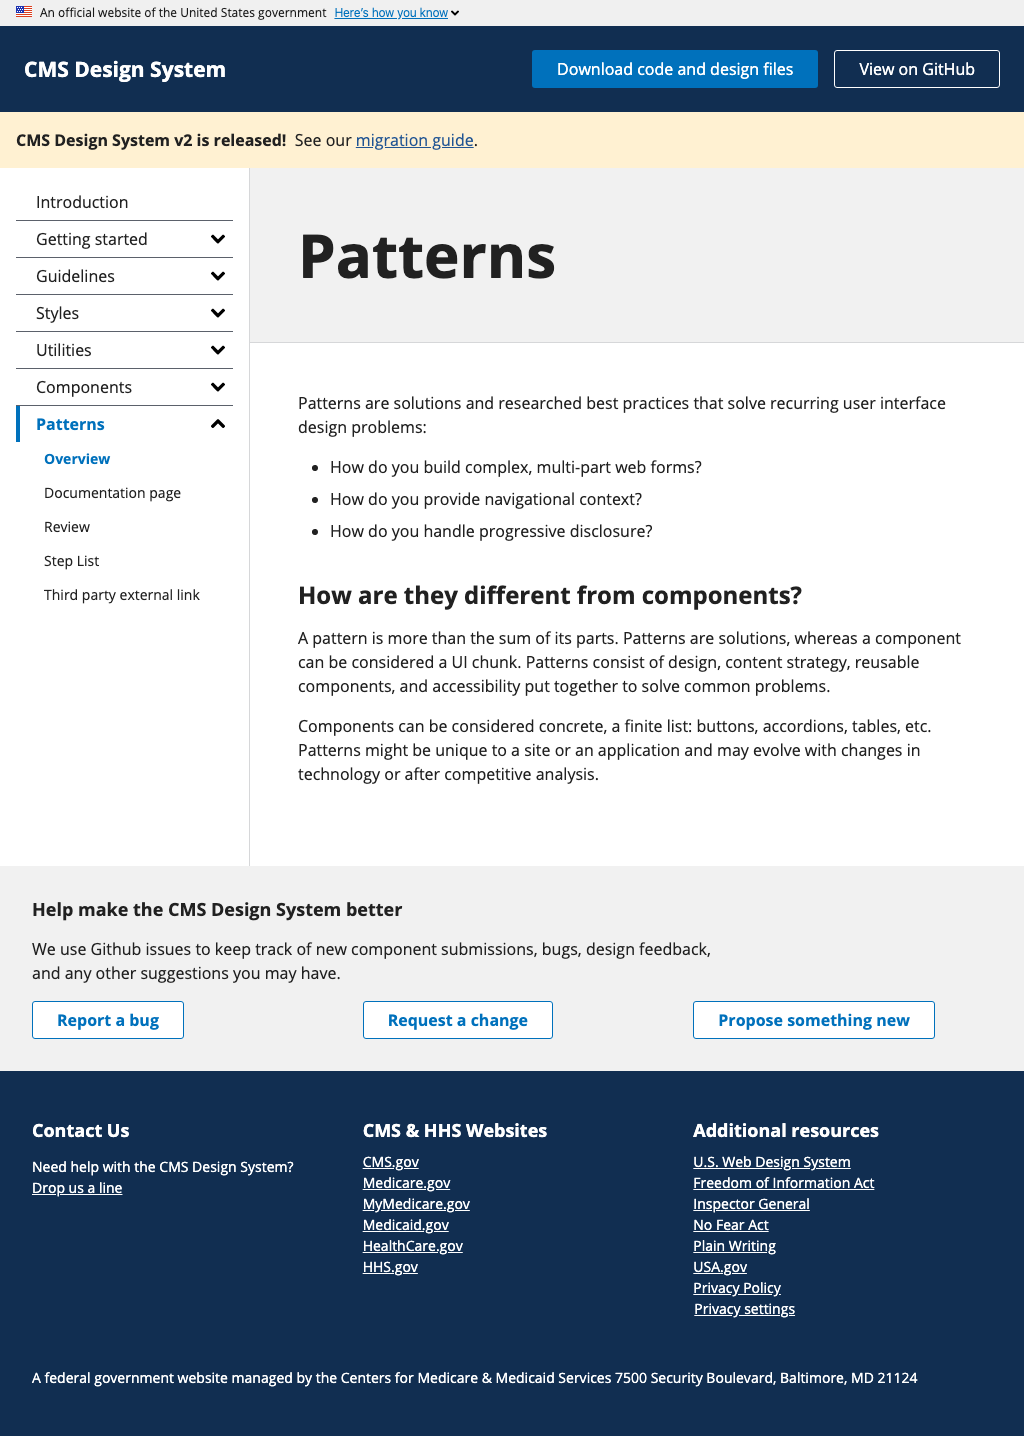 An official website of the United States government Here's how you know
CMS Design System
Download code and design files
View on GitHub
CMS Design System v2 is released! See our migration guide.
Introduction
Getting started
Guidelines
Styles
Utilities
Components
Patterns
Overview
Documentation page
Review
Step List
Third party external link
Patterns
Patterns are solutions and researched best practices that solve recurring user interface
design problems:
How do you build complex, multi-part web forms?
How do you provide navigational context?
How do you handle progressive disclosure?
How are they different from components?
A pattern is more than the sum of its parts. Patterns are solutions, whereas a component
can be considered a UI chunk. Patterns consist of design, content strategy, reusable
components, and accessibility put together to solve common problems.
Components can be considered concrete, a finite list: buttons, accordions, tables, etc.
Patterns might be unique to a site or an application and may evolve with changes in
technology or after competitive analysis.
Help make the CMS Design System better
We use Github issues to keep track of new component submissions, bugs, design feedback,
and any other suggestions you may have.
Report a bug
Request a change
Propose something new
Contact Us
Need help with the CMS Design System?
Drop us a line
CMS & HHS Websites
CMS.gov
Medicare.gov
MyMedicare.gov
Medicaid.gov
HealthCare.gov
HHS.gov
Additional resources
U.S. Web Design System
Freedom of Information Act
Inspector General
No Fear Act
Plain Writing
USA.gov
Privacy Policy
Privacy settings
A federal government website managed by the Centers for Medicare & Medicaid Services 7500 Security Boulevard, Baltimore, MD 21124